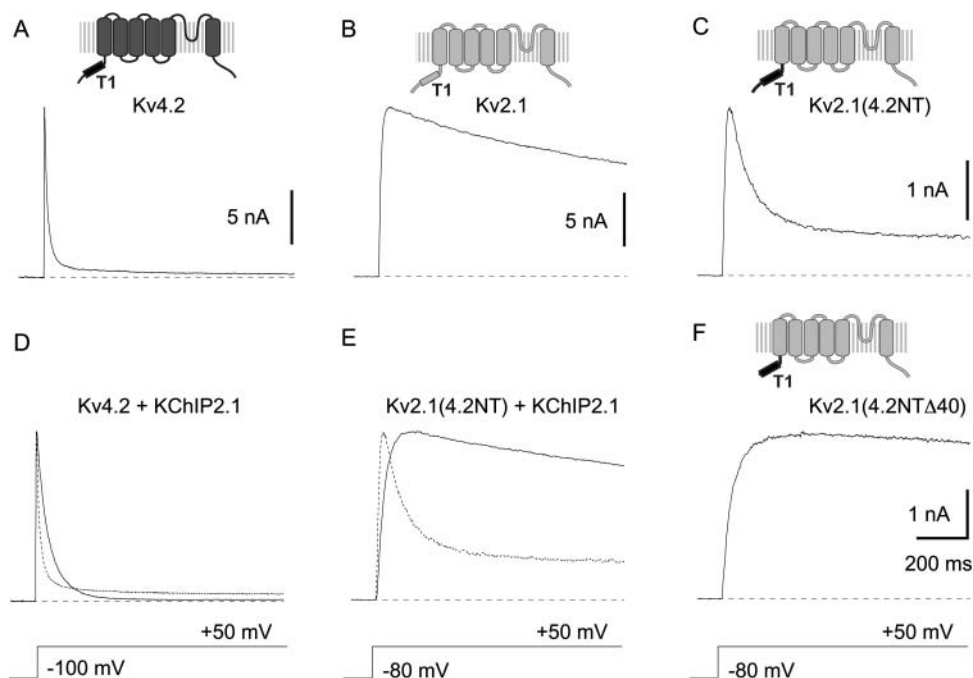 A
T1
Kv4.2
5 nA
B
T1
Kv2.1
5 nA
C
T1
Kv2.1(4.2NT)
1 nA
D
Kv4.2 + KChIP2.1
+50 mV
-100 mV
E
Kv2.1(4.2NT) + KChIP2.1
+50 mV
-80 mV
F
T1
Kv2.1(4.2NTΔ40)
1 nA
200 ms
+50 mV
-80 mV